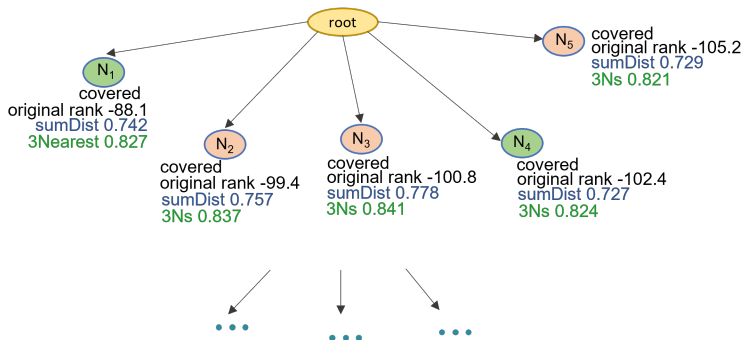 root
N5
covered
original rank -105.2
sumDist 0.729
3Ns 0.821
N1
covered
original rank -88.1
sumDist 0.742
3Nearest 0.827
N2
covered
original rank -99.4
sumDist 0.757
3Ns 0.837
N3
covered
original rank -100.8
sumDist 0.778
3Ns 0.841
N4
covered
original rank -102.4
sumDist 0.727
3Ns 0.824
...
...
...